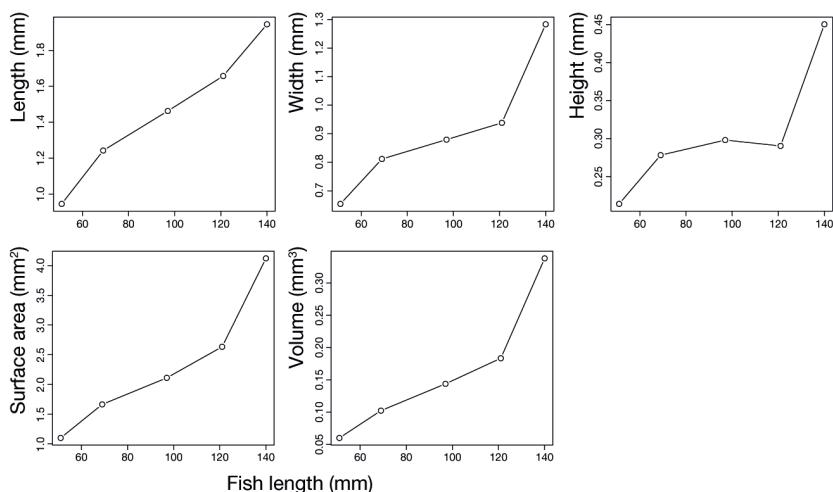 Length (mm)
1.0 1.2 1.4 1.6 1.8
60 80 100 120 140
Width (mm)
0.7 0.8 0.9 1.0 1.1 1.2 1.3
60 80 100 120 140
Height (mm)
0.25 0.30 0.35 0.40 0.45
60 80 100 120 140
Surface area (mm²)
1.0 1.5 2.0 2.5 3.0 3.5 4.0
60 80 100 120 140
Volume (mm³)
0.05 0.10 0.15 0.20 0.25 0.30
60 80 100 120 140
Fish length (mm)